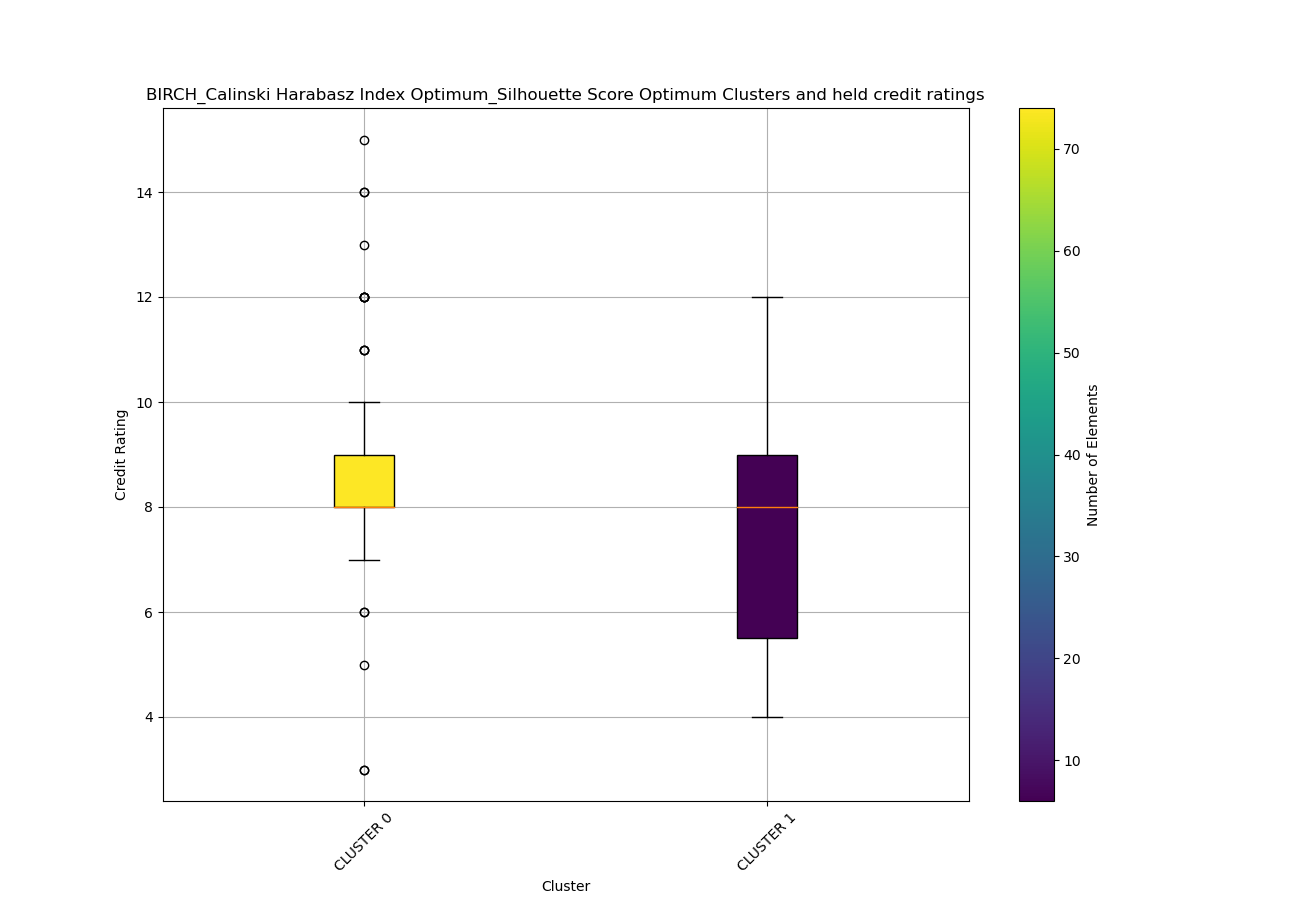 BIRCH_Calinski Harabasz Index Optimum_Silhouette Score Optimum Clusters and held credit ratings
14
12
10
8
6
4
Credit Rating
CLUSTER 0
CLUSTER 1
Cluster
70
60
50
40
30
20
10
Number of Elements